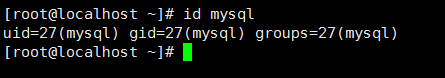 [root@localhost ~]# id mysql
uid=27(mysql) gid=27(mysql) groups=27(mysql)
[root@localhost ~]#